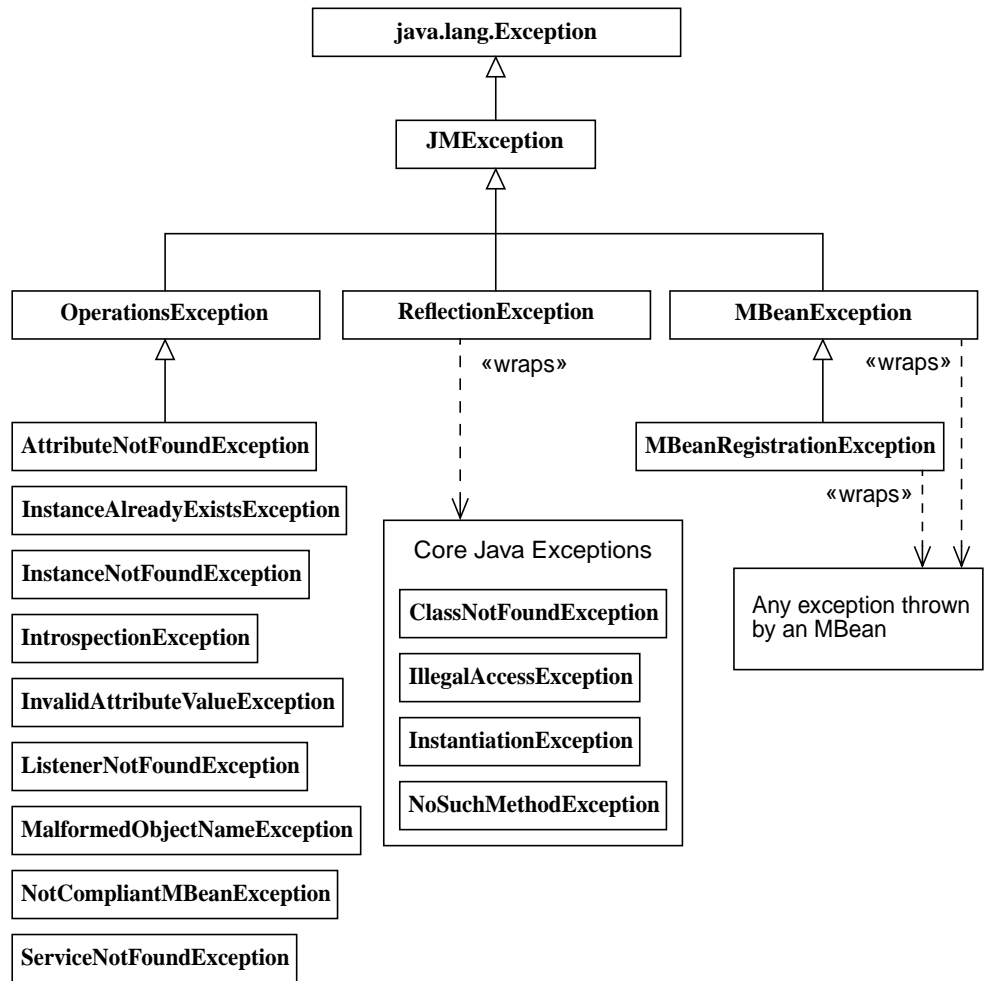 java.lang.Exception
JMException
OperationsException
ReflectionException
MBeanException
«wraps»
«wraps»
AttributeNotFoundException
MBeanRegistrationException
InstanceAlreadyExistsException
«wraps»
InstanceNotFoundException
IntrospectionException
InvalidAttributeValueException
ListenerNotFoundException
MalformedObjectNameException
NotCompliantMBeanException
ServiceNotFoundException
Core Java Exceptions
ClassNotFoundException
IllegalAccessException
InstantiationException
NoSuchMethodException
Any exception thrown
by an MBean